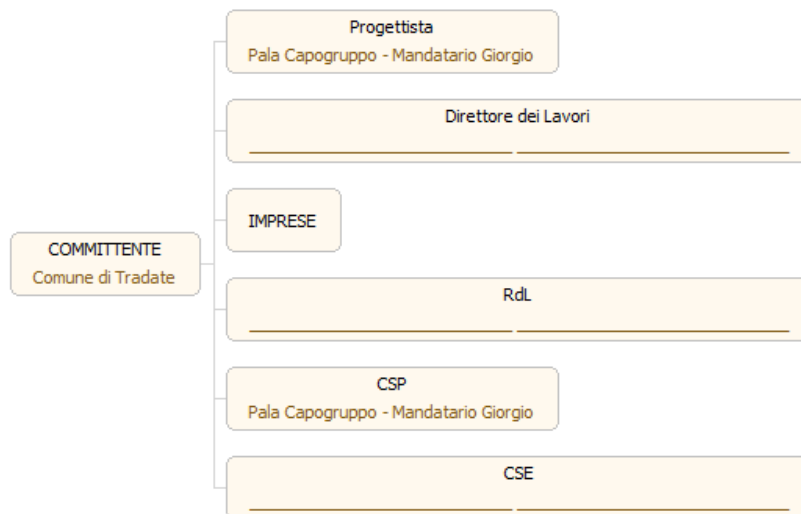 Progettista
Pala Capogruppo - Mandatario Giorgio
Direttore dei Lavori
IMPRESE
COMMITTENTE
Comune di Tradate
RdL
CSP
Pala Capogruppo - Mandatario Giorgio
CSE